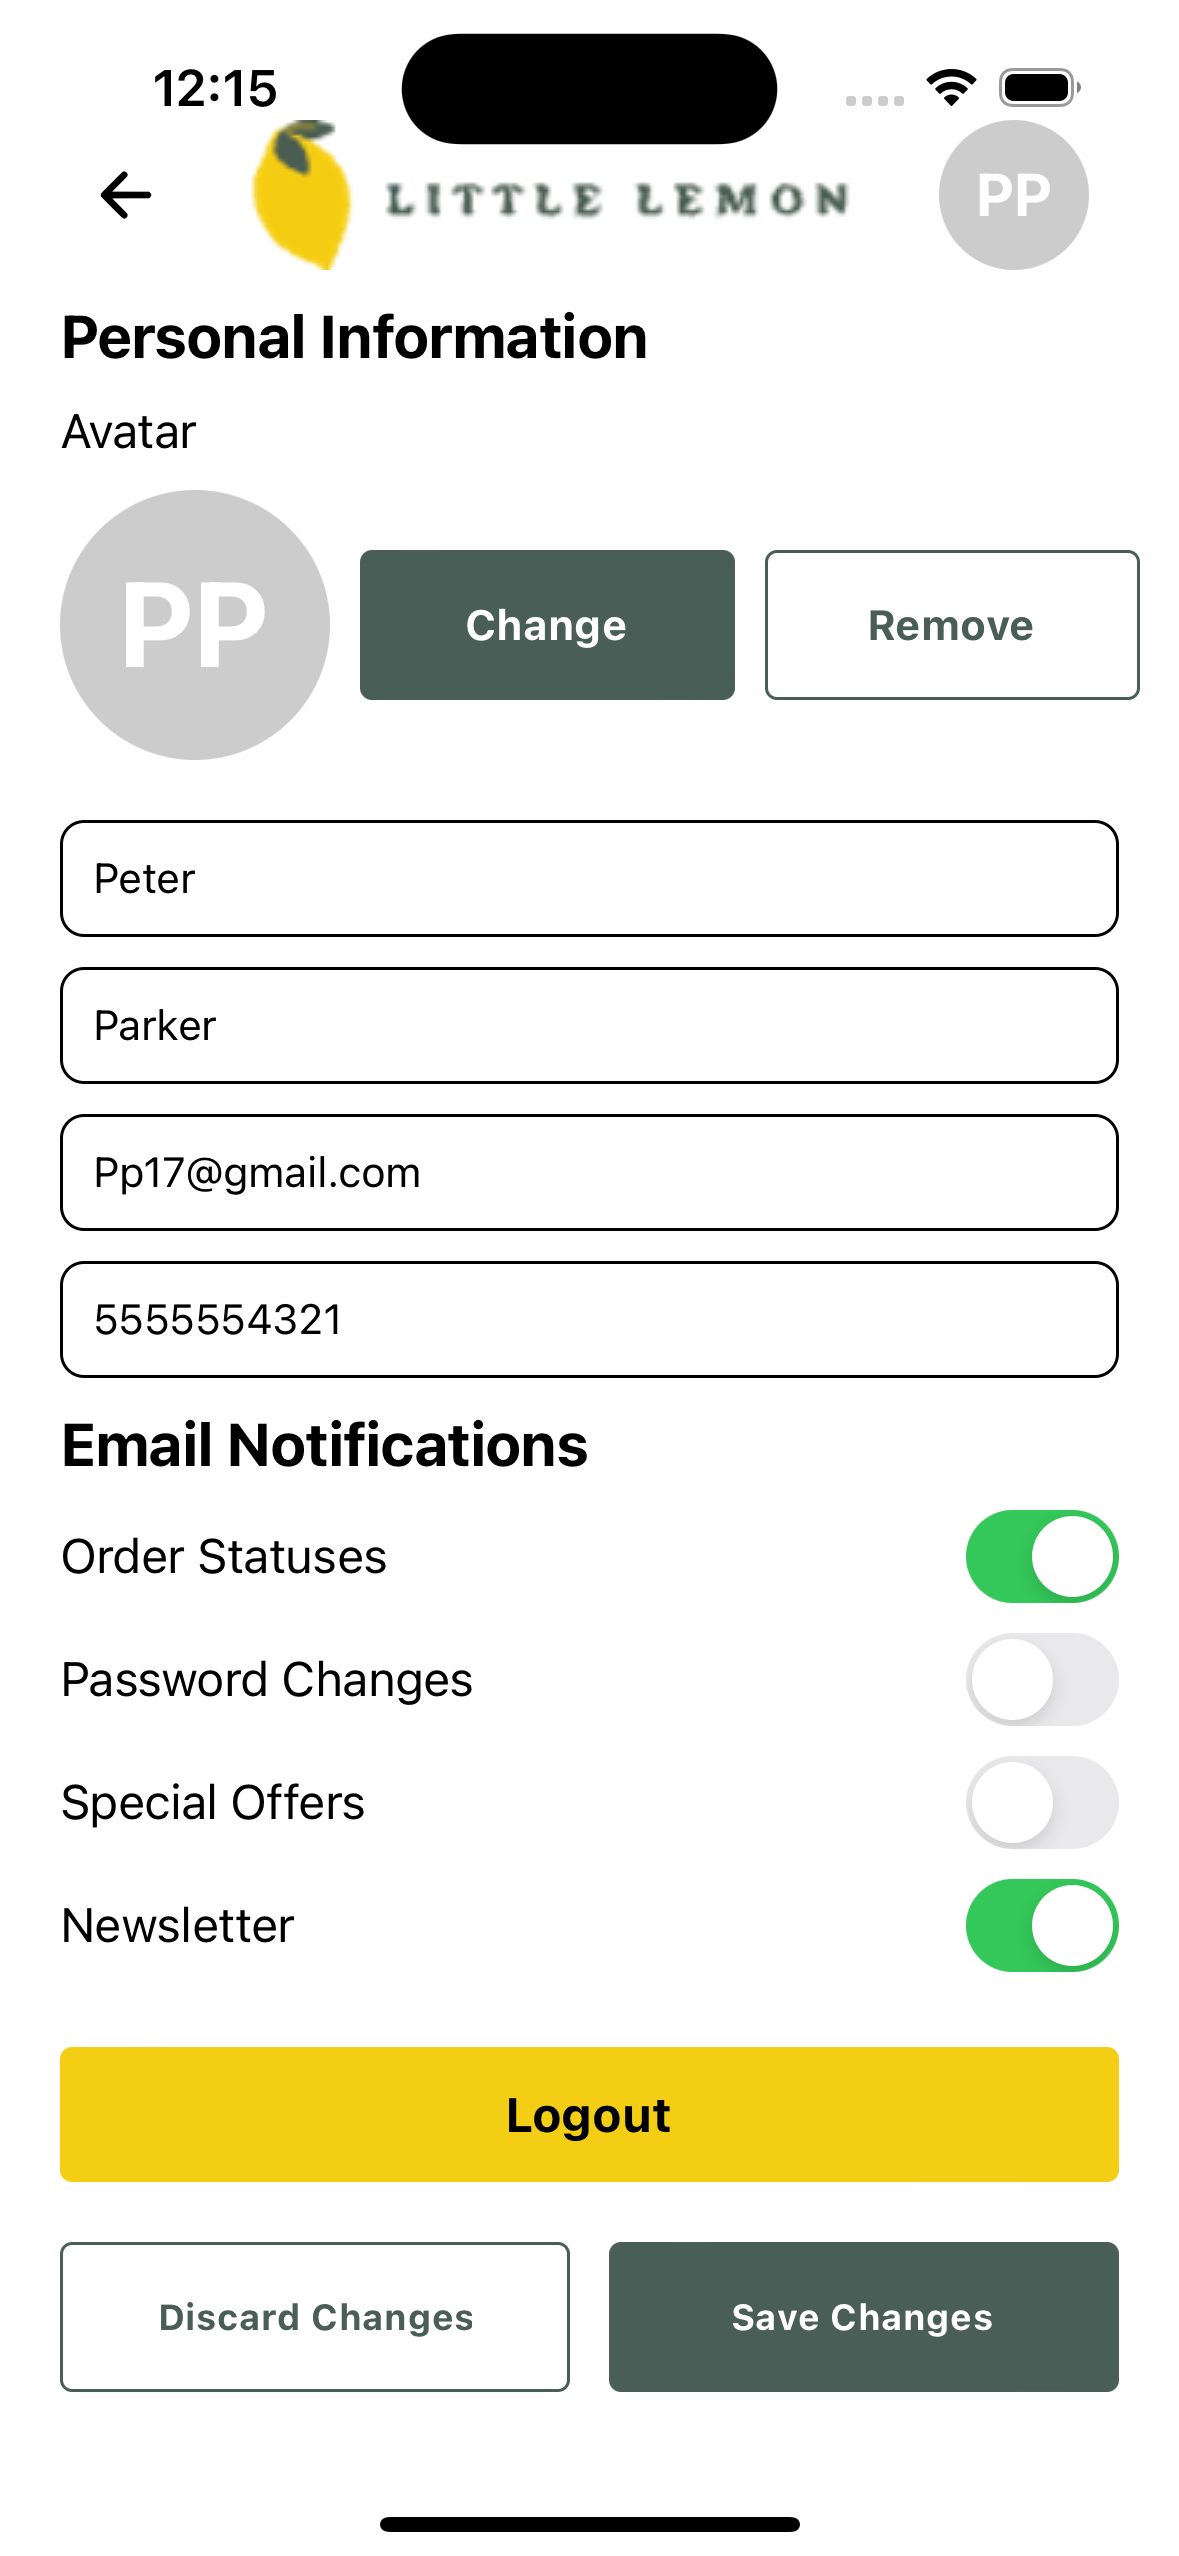 12:15
LITTLE LEMON
PP
Personal Information
Avatar
PP
Change
Remove
Peter
Parker
Pp17@gmail.com
5555554321
Email Notifications
Order Statuses
Password Changes
Special Offers
Newsletter
Logout
Discard Changes
Save Changes